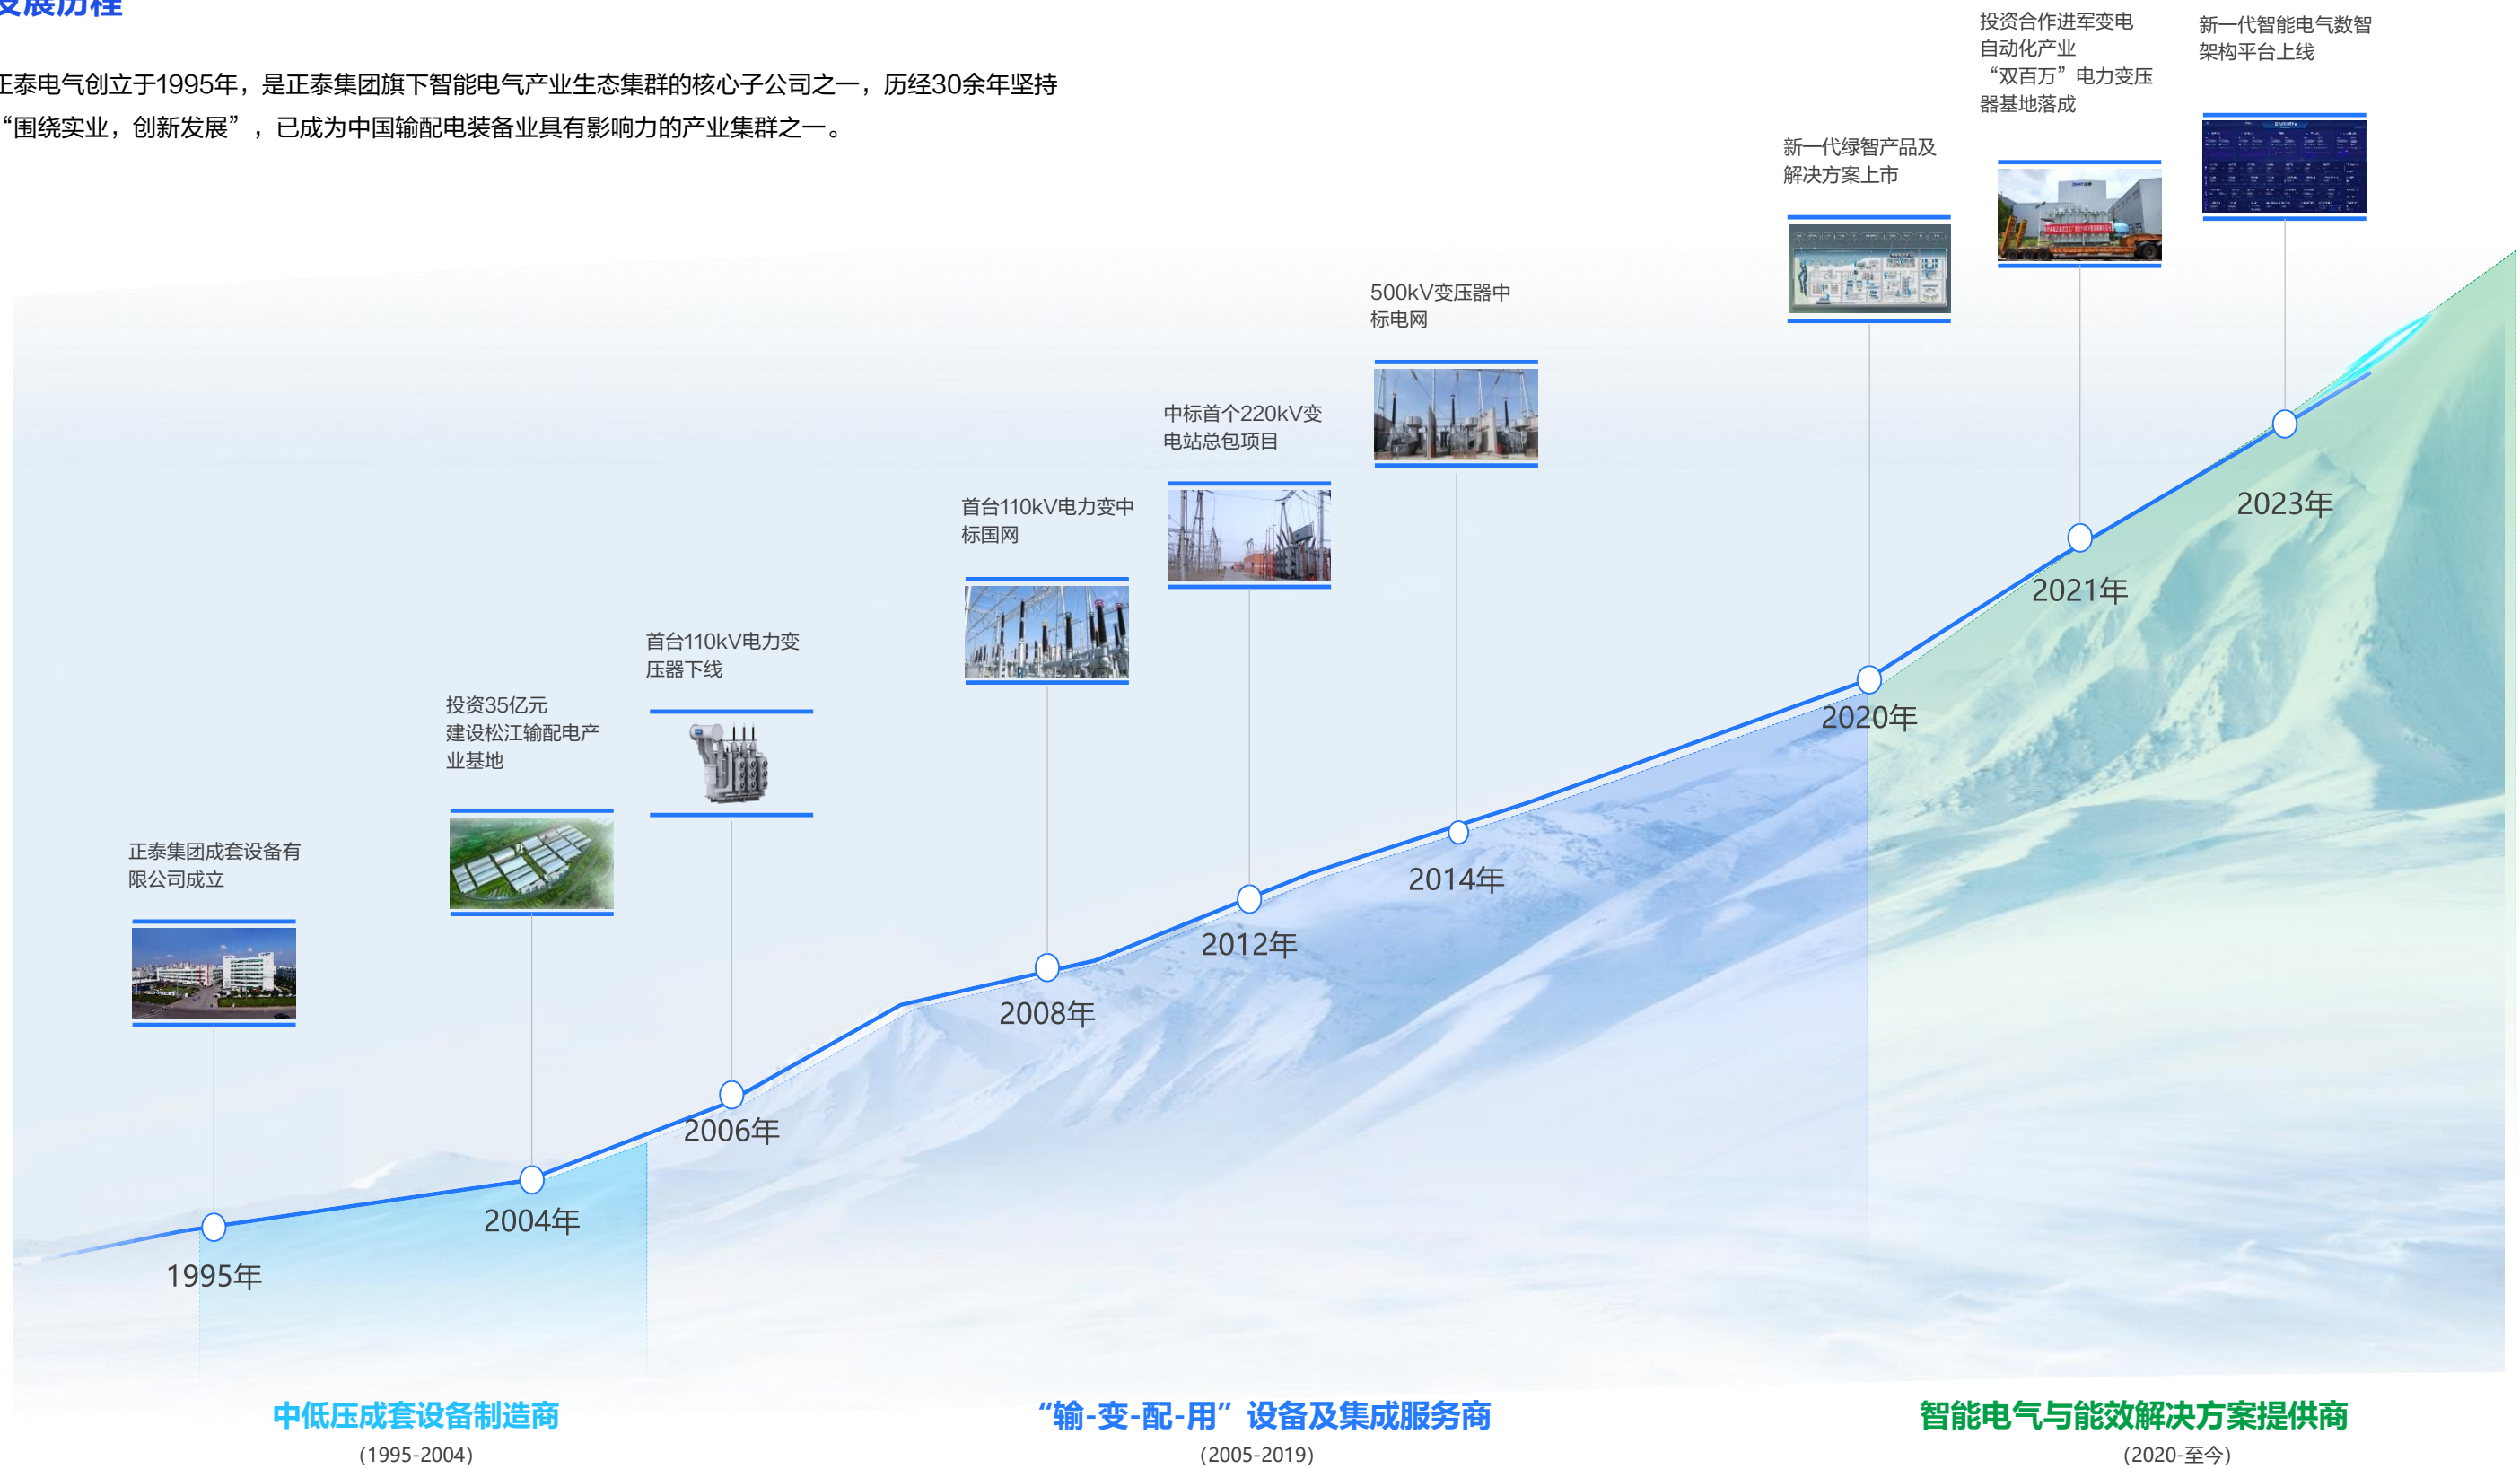 发展历程
正泰电气创立于1995年，是正泰集团旗下智能电气产业生态集群的核心子公司之一，历经30余年坚持
“围绕实业，创新发展”，已成为中国输配电装备业具有影响力的产业集群之一。
正泰集团成套设备有
限公司成立
1995年
投资35亿元
建设松江输配电产
业基地
2004年
首台110kV电力变
压器下线
2006年
首台110kV电力变中
标国网
2008年
中标首个220kV变
电站总包项目
2012年
500kV变压器中
标电网
2014年
新一代绿智产品及
解决方案上市
2020年
投资合作进军变电
自动化产业
“双百万”电力变压
器基地落成
2021年
新一代智能电气数智
架构平台上线
2023年
中低压成套设备制造商
（1995-2004）
“输-变-配-用”设备及集成服务商
（2005-2019）
智能电气与能效解决方案提供商
（2020-至今）